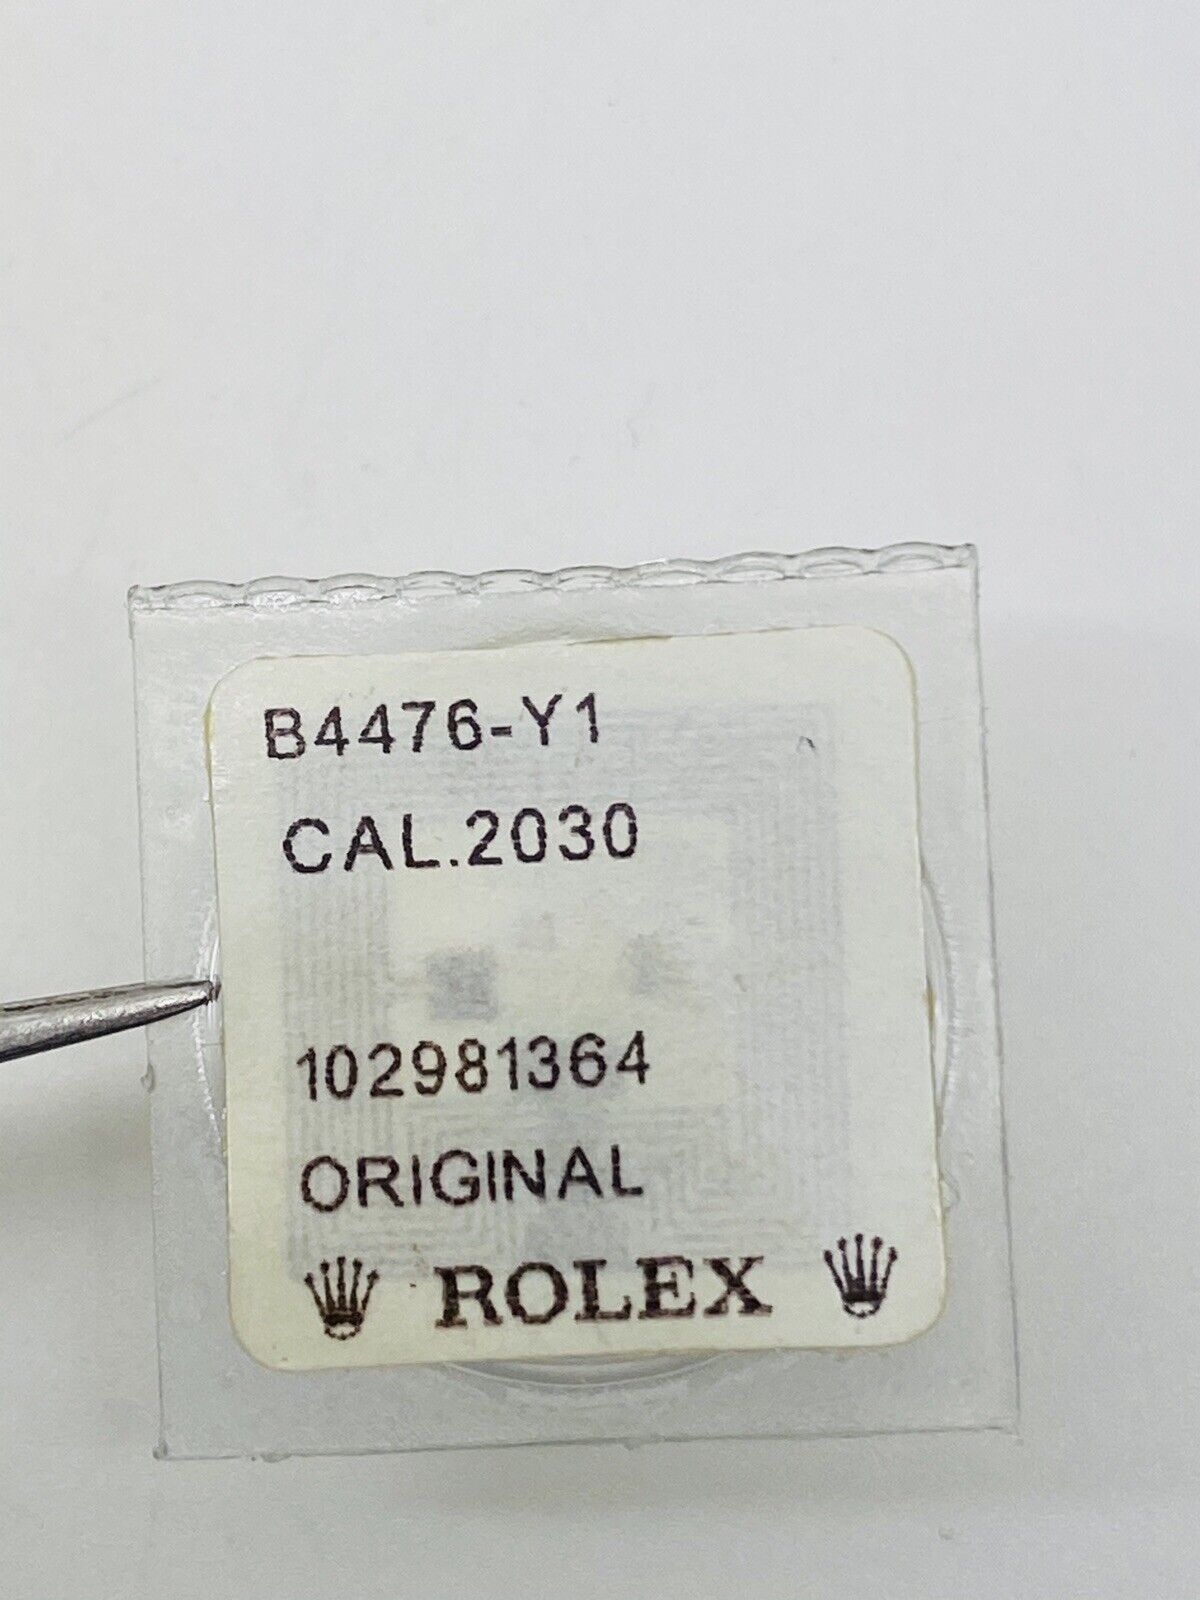 B4476-Y1
CAL.2030
102981364
ORIGINAL
ROLEX